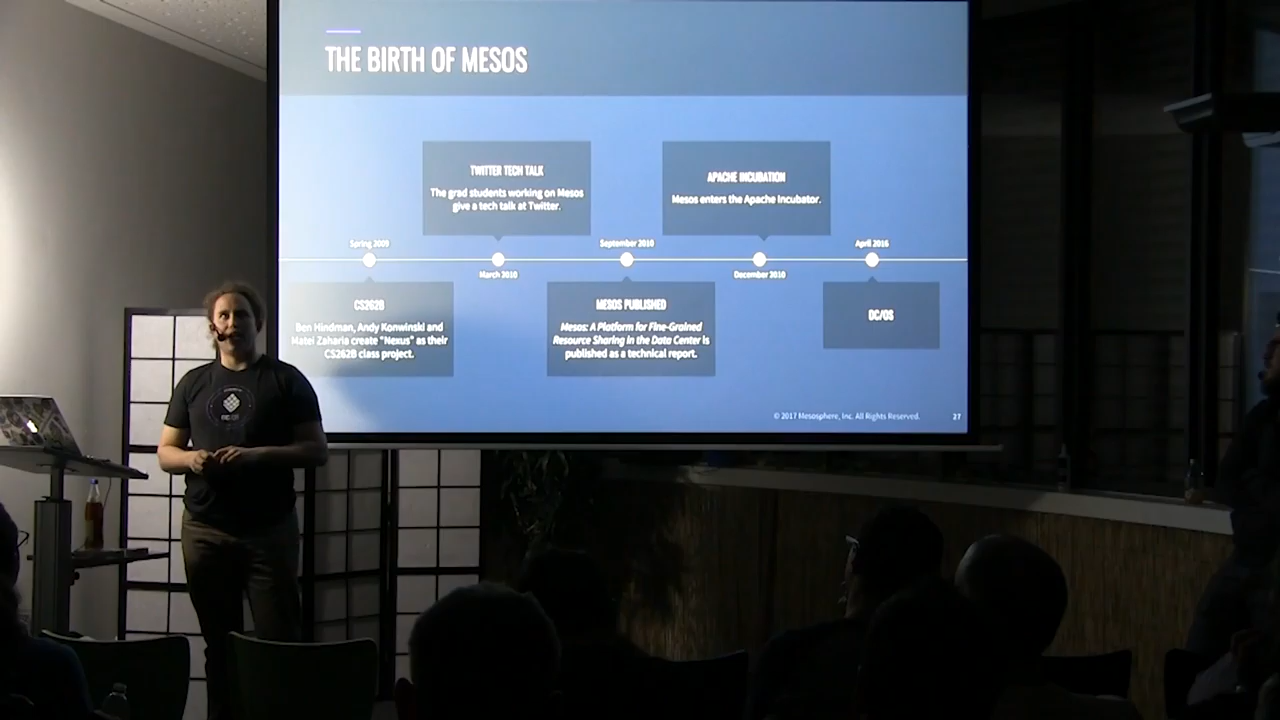 THE BIRTH OF MESOS
TWITTER TECH TALK
The grad students working on Mesos
give a tech talk at Twitter.
APACHE INCUBATION
Mesos enters the Apache Incubator.
Spring 2009
March 2010
September 2010
December 2010
April 2016
CS262B
Ben Hindman, Andy Konwinski and
Matei Zaharia create "Nexus" as their
CS262B class project.
MESOS PUBLISHED
Mesos: A Platform for Fine-Grained
Resource Sharing in the Data Center is
published as a technical report.
DC/OS
© 2017 Mesosphere, Inc. All Rights Reserved.
27